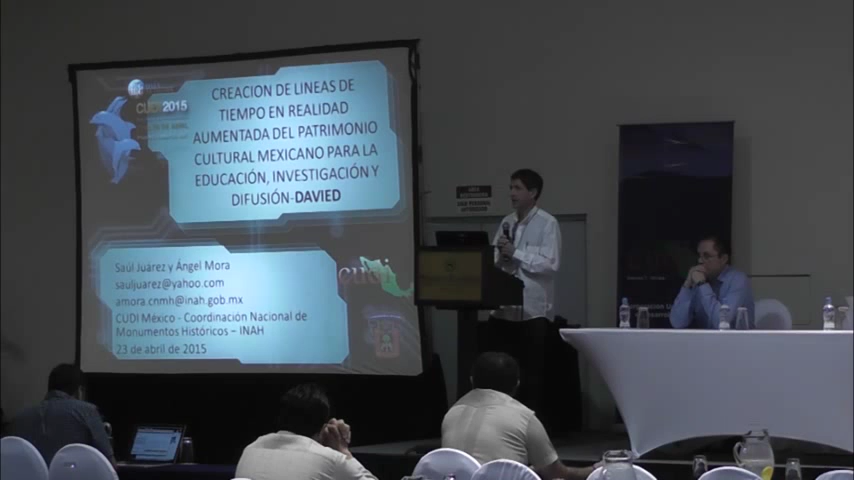 CUDI 2015
CREACION DE LINEAS DE
TIEMPO EN REALIDAD
AUMENTADA DEL PATRIMONIO
CULTURAL MEXICANO PARA LA
EDUCACIÓN, INVESTIGACIÓN Y
DIFUSIÓN-DAVIED
Saúl Juárez y Ángel Mora
sauljuarez@yahoo.com
amora.cnmh@inah.gob.mx
CUDI México - Coordinación Nacional de
Monumentos Históricos – INAH
23 de abril de 2015
cudi